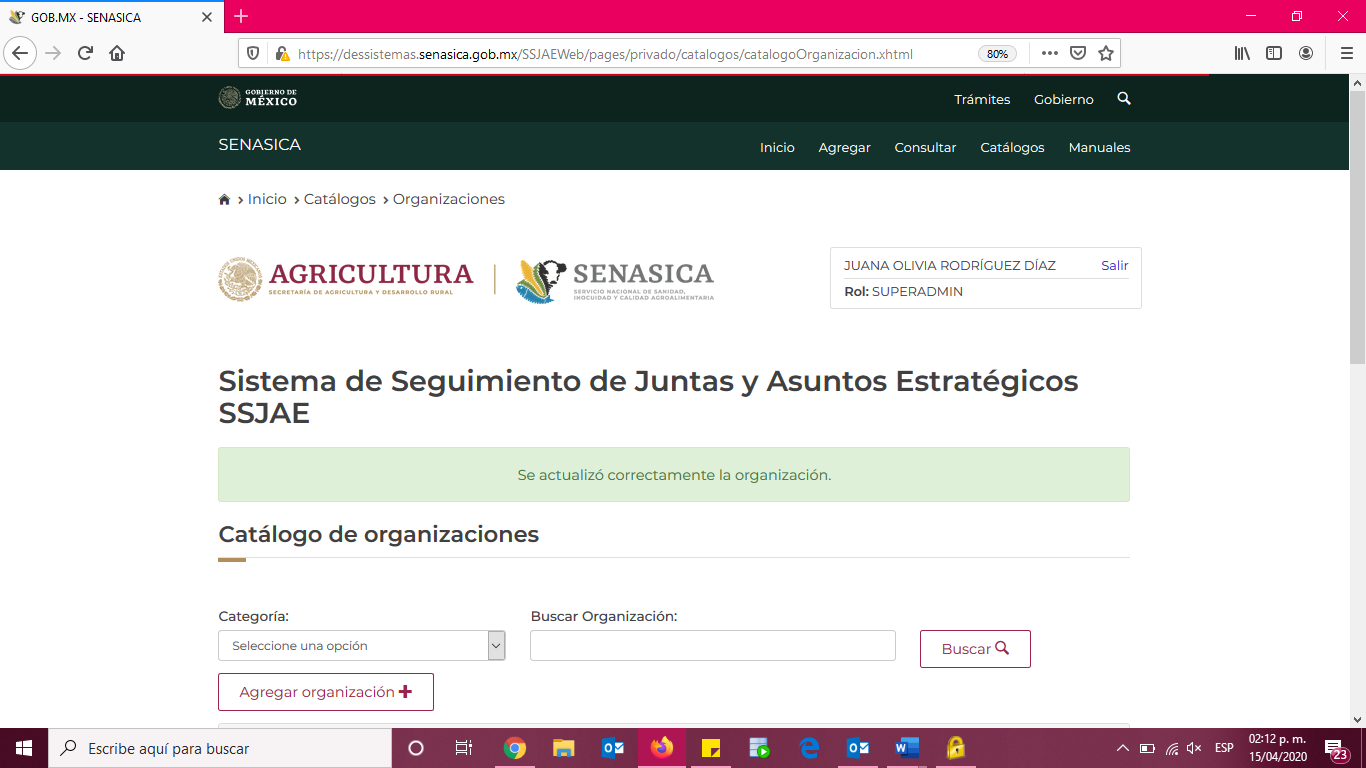 GOB.MX - SENASICA
https://dessistemas.senasica.gob.mx/SSJAEWeb/pages/privado/catalogos/catalogoOrganizacion.xhtml
80%
GOBIERNO DE
MÉXICO
Trámites Gobierno
SENASICA
Inicio Agregar Consultar Catálogos Manuales
Inicio > Catálogos > Organizaciones
AGRICULTURA
SECRETARÍA DE AGRICULTURA Y DESARROLLO RURAL
SENASICA
SERVICIO NACIONAL DE SANIDAD,
INOCUIDAD Y CALIDAD AGROALIMENTARIA
JUANA OLIVIA RODRÍGUEZ DÍAZ Salir
Rol: SUPERADMIN
Sistema de Seguimiento de Juntas y Asuntos Estratégicos
SSJAE
Se actualizó correctamente la organización.
Catálogo de organizaciones
Categoría:
Buscar Organización:
Seleccione una opción
Buscar
Agregar organización
Escribe aquí para buscar
ESP
02:12 p. m.
15/04/2020
23